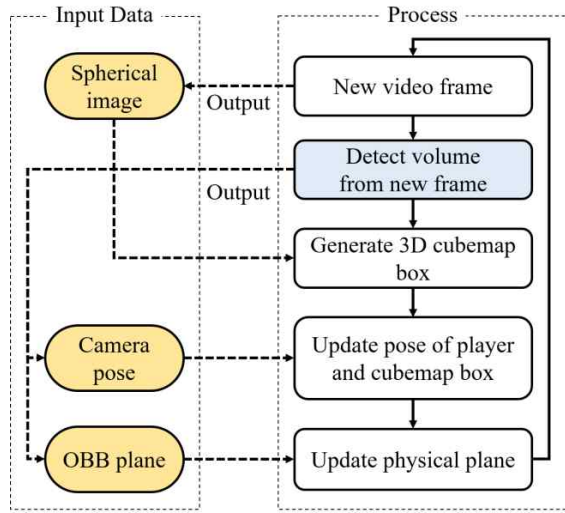 Input Data
Process
Spherical
image
Output
New video frame
Detect volume
from new frame
Output
Generate 3D cubemap
box
Camera
pose
Update pose of player
and cubemap box
OBB plane
Update physical plane